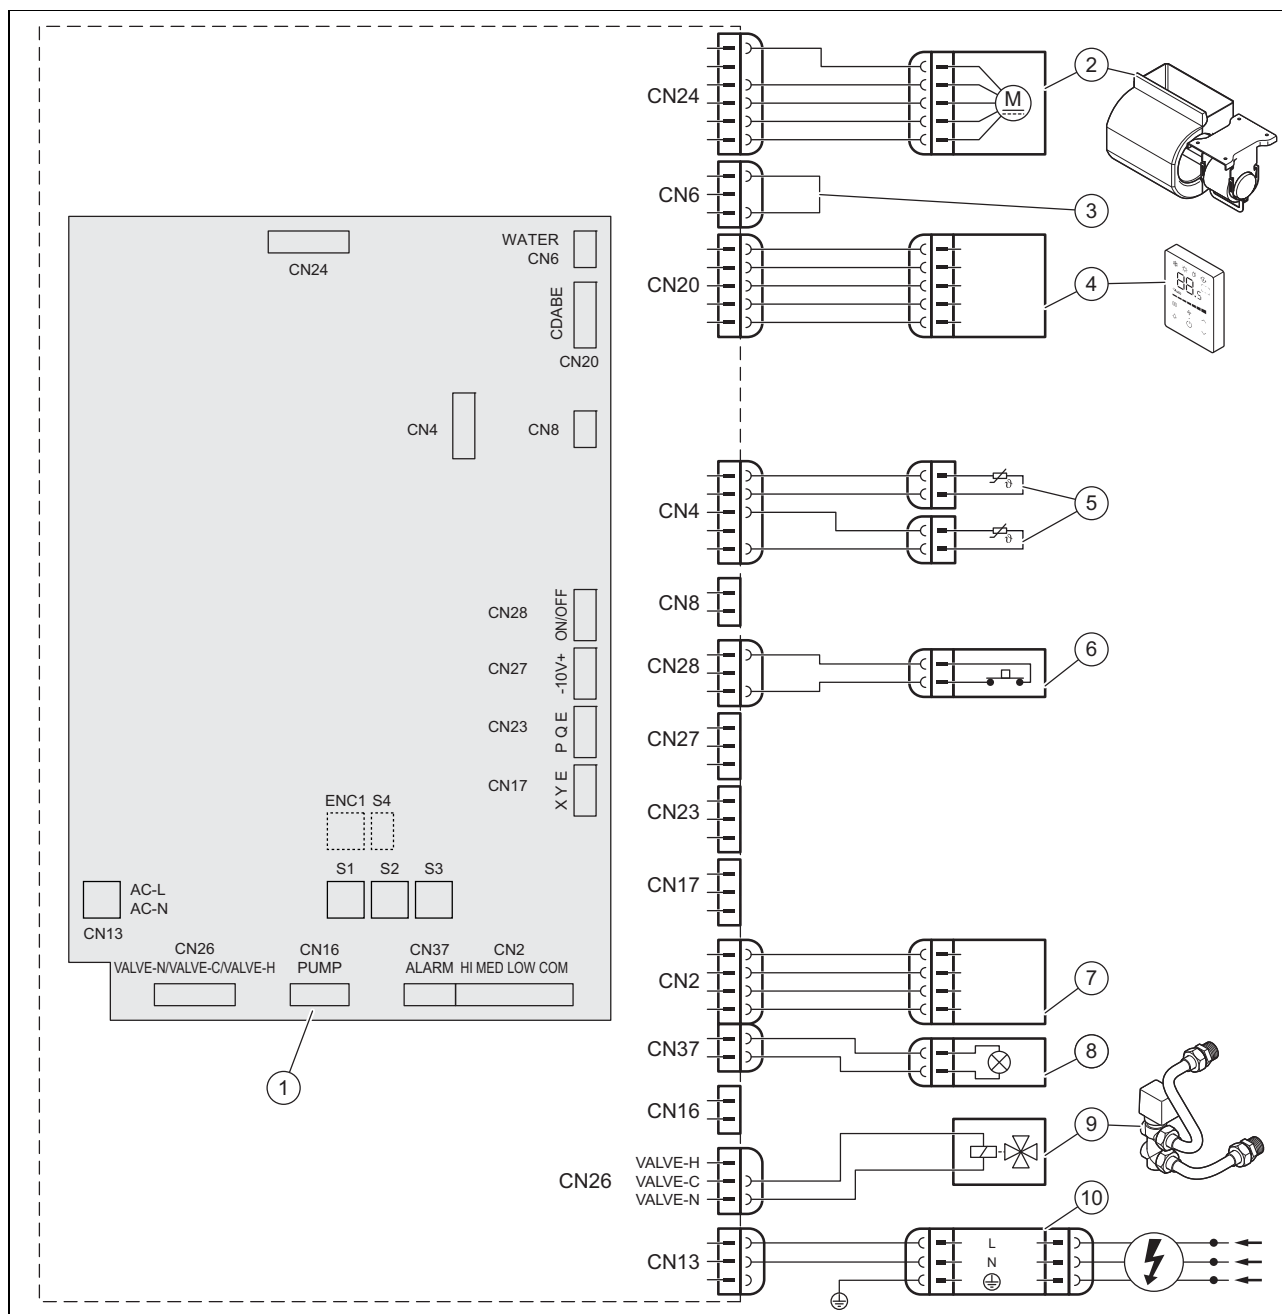 CN24
M
2
CN6
3
CN20
4
88.5
CN4
ϑ
ϑ
5
CN8
CN28
6
CN27
CN23
CN17
CN2
7
CN37
8
CN16
9
CN26
VALVE-H
VALVE-C
VALVE-N
10
CN13
L
N
CN24
WATER
CN6
CDABE
CN20
CN4
CN8
CN28
ON/OFF
CN27
-10V+
CN23
P Q E
CN17
X Y E
ENC1 S4
S1 S2 S3
AC-L
AC-N
CN13
CN26
VALVE-N/VALVE-C/VALVE-H
CN16
PUMP
CN37
ALARM
CN2
HI MED LOW COM
1